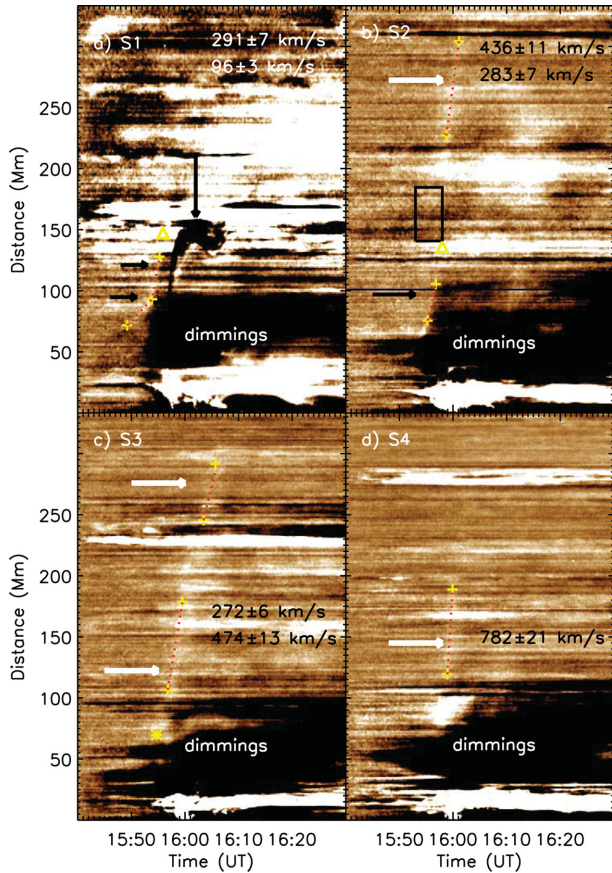 a) S1
291±7 km/s
96±3 km/s
b) S2
436±11 km/s
283±7 km/s
Distance (Mm)
250
200
150
100
50
dimmings
dimmings
c) S3
d) S4
Distance (Mm)
250
200
150
100
50
272±6 km/s
474±13 km/s
782±21 km/s
dimmings
dimmings
15:50 16:00 16:10 16:20
15:50 16:00 16:10 16:20
Time (UT)
Time (UT)